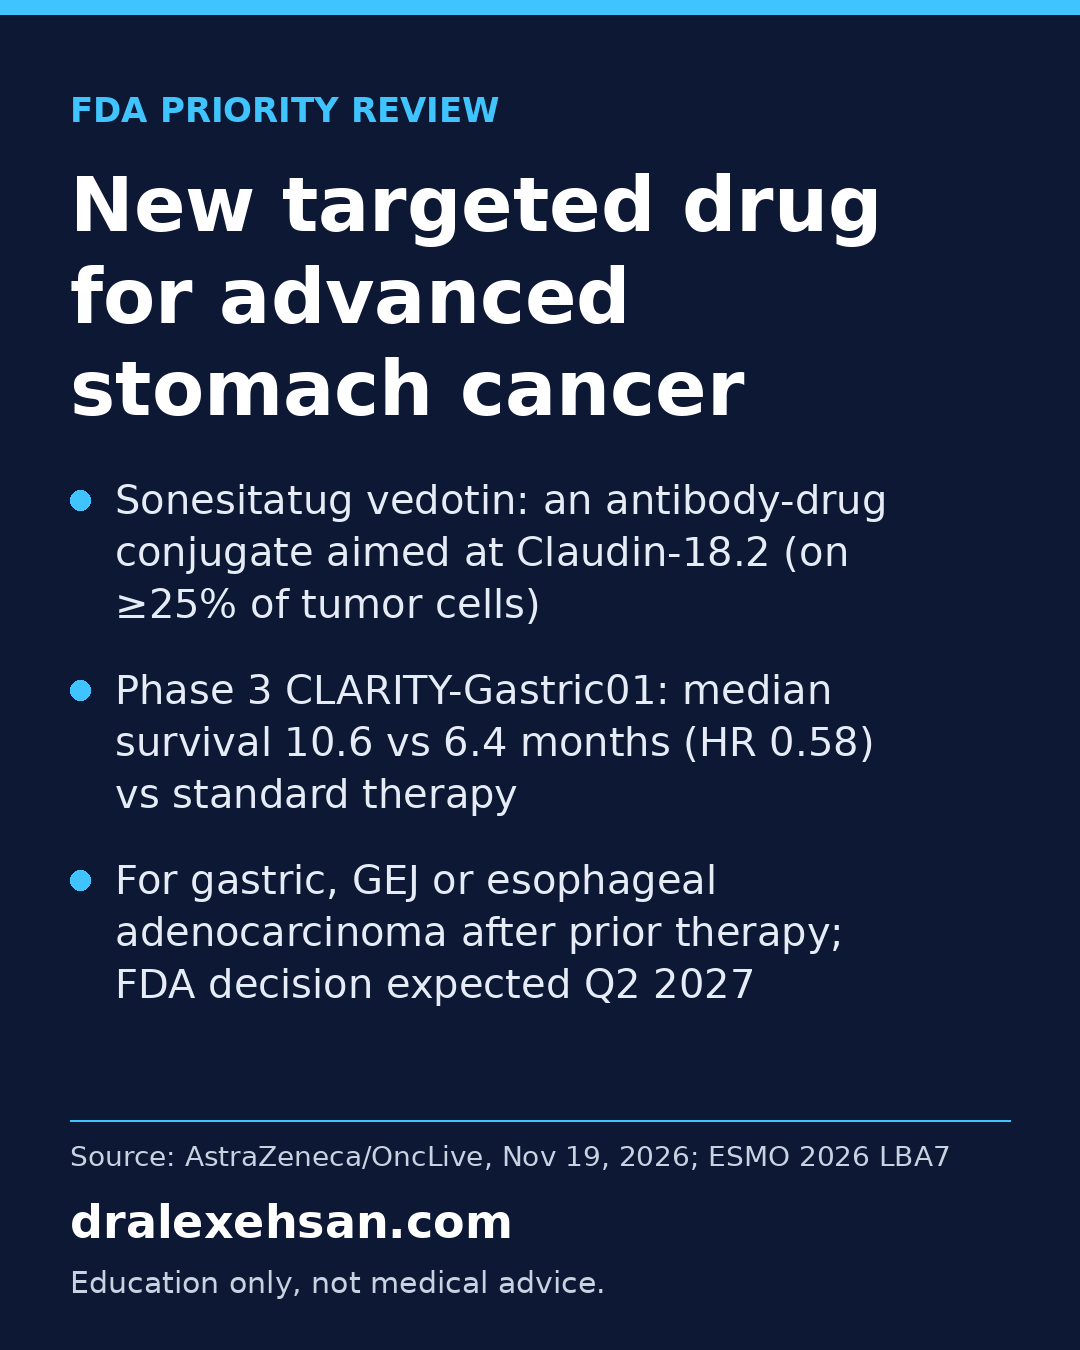 FDA PRIORITY REVIEW
New targeted drug
for advanced
stomach cancer
Sonesitatug vedotin: an antibody-drug
conjugate aimed at Claudin-18.2 (on
≥25% of tumor cells)
Phase 3 CLARITY-Gastric01: median
survival 10.6 vs 6.4 months (HR 0.58)
vs standard therapy
For gastric, GEJ or esophageal
adenocarcinoma after prior therapy;
FDA decision expected Q2 2027
Source: AstraZeneca/OncLive, Nov 19, 2026; ESMO 2026 LBA7
dralexehsan.com
Education only, not medical advice.